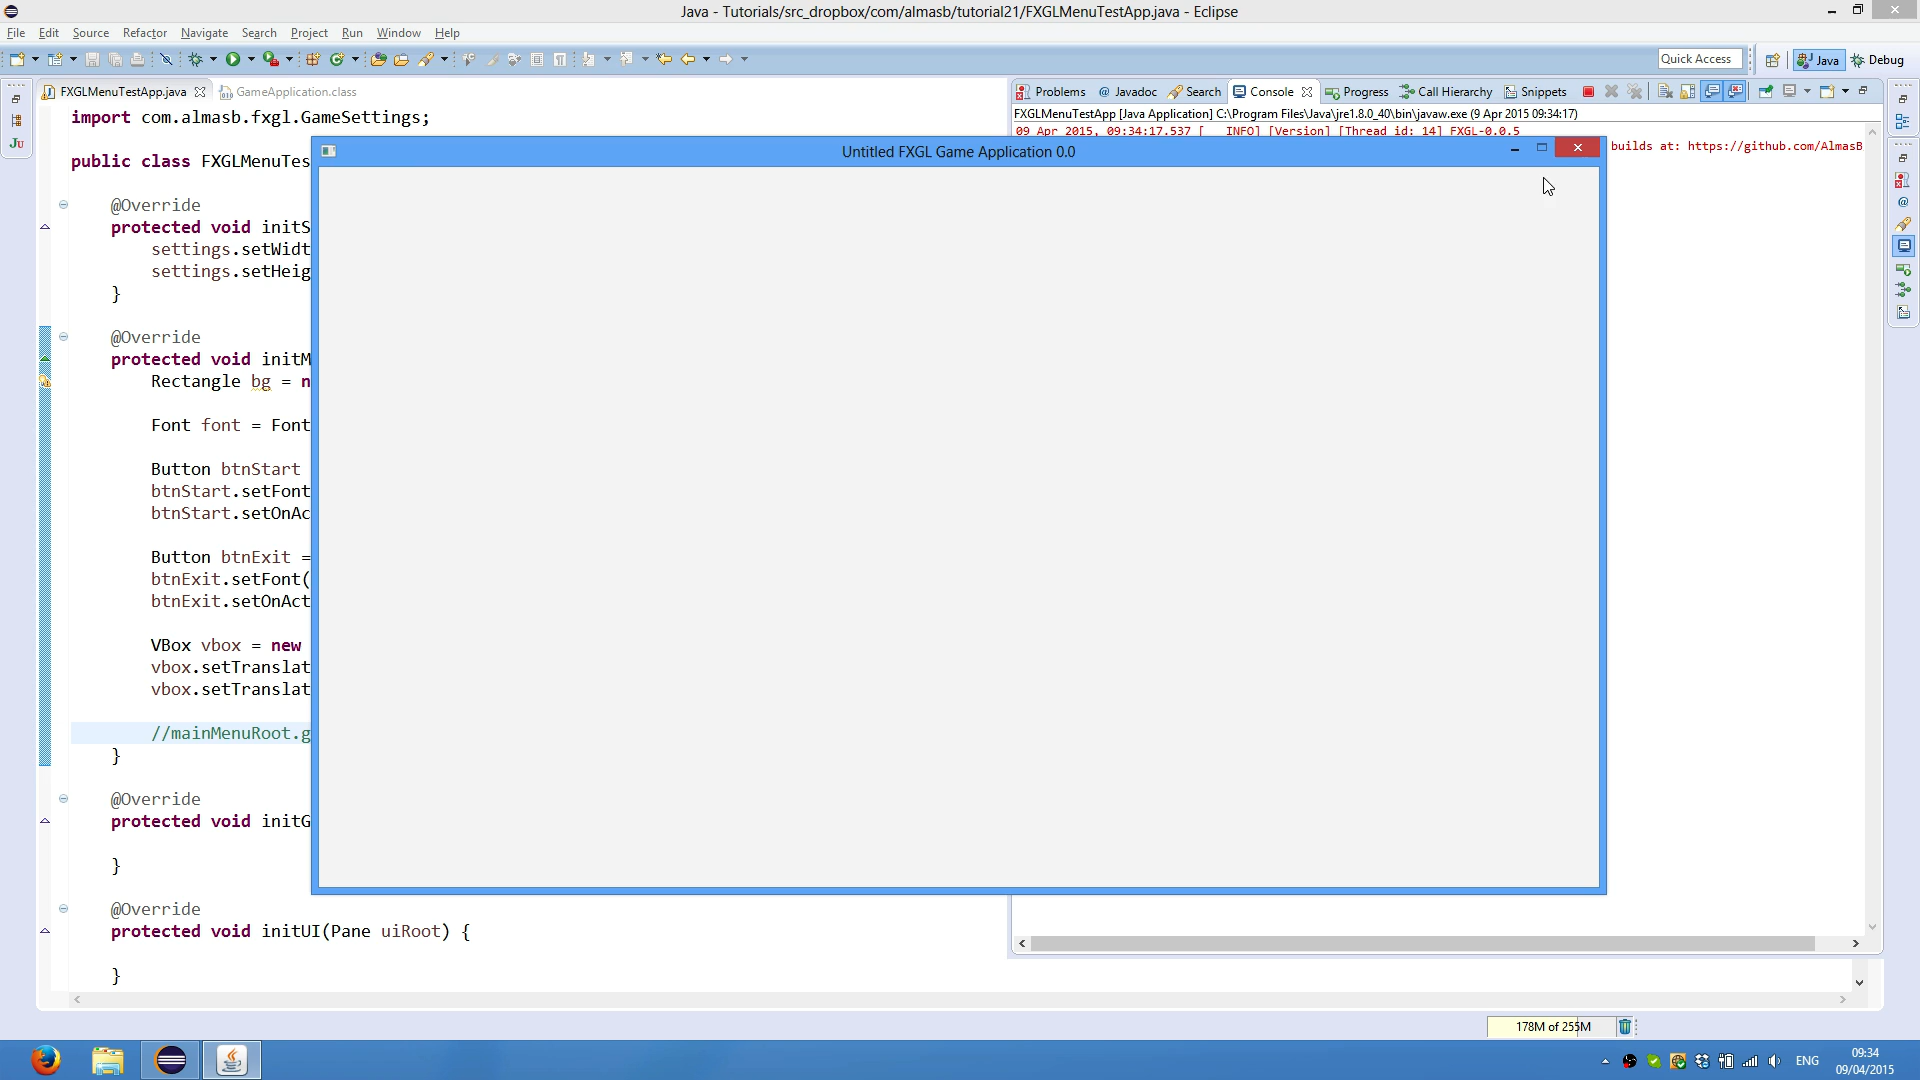 Java - Tutorials/src_dropbox/com/almasb/tutorial21/FXGLMenuTestApp.java - Eclipse
File Edit Source Refactor Navigate Search Project Run Window Help
Quick Access Java Debug
FXGLMenuTestApp.java GameApplication.class
Problems @ Javadoc Search Console Progress Call Hierarchy Snippets
FXGLMenuTestApp [Java Application] C:\Program Files\Java\jre1.8.0_40\bin\javaw.exe (9 Apr 2015 09:34:17)
09 Apr 2015, 09:34:17.537 [ INFO] [Version] [Thread id: 14] FXGL-0.0.5
builds at: https://github.com/AlmasB
Untitled FXGL Game Application 0.0
import com.almasb.fxgl.GameSettings;
public class FXGLMenuTes
@Override
protected void initS
settings.setWidt
settings.setHeig
}
@Override
protected void initM
Rectangle bg = n
Font font = Font
Button btnStart
btnStart.setFont
btnStart.setOnAc
Button btnExit =
btnExit.setFont(
btnExit.setOnAct
VBox vbox = new
vbox.setTranslat
vbox.setTranslat
//mainMenuRoot.g
}
@Override
protected void initG
}
@Override
protected void initUI(Pane uiRoot) {
}
178M of 255M
ENG
09:34
09/04/2015